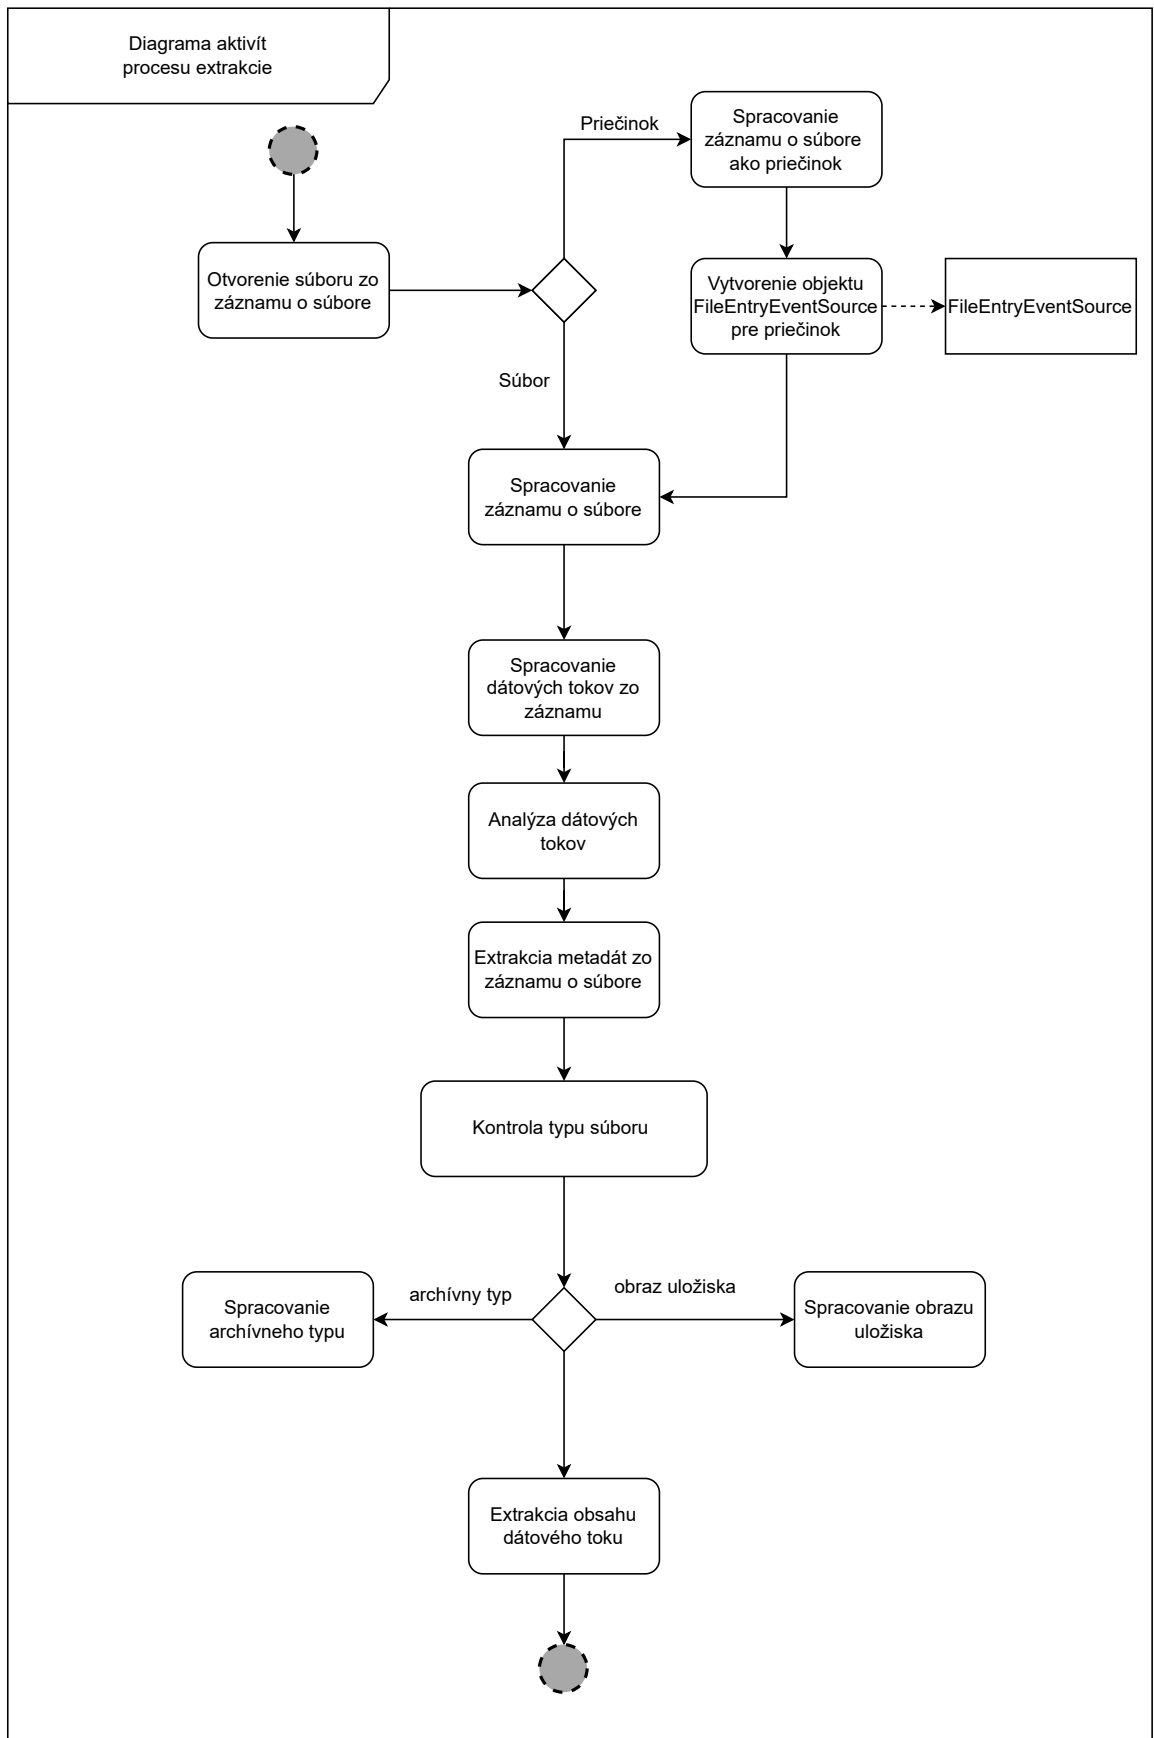 Diagrama aktivít
procesu extrakcie
Priečinok
Spracovanie
záznamu o súbore
ako priečinok
Otvorenie súboru zo
záznamu o súbore
Vytvorenie objektu
FileEntryEventSource
pre priečinok
FileEntryEventSource
Súbor
Spracovanie
záznamu o súbore
Spracovanie
dátových tokov zo
záznamu
Analýza dátových
tokov
Extrakcia metadát zo
záznamu o súbore
Kontrola typu súboru
archívny typ
obraz uložiska
Spracovanie
archívneho typu
Spracovanie obrazu
uložiska
Extrakcia obsahu
dátového toku